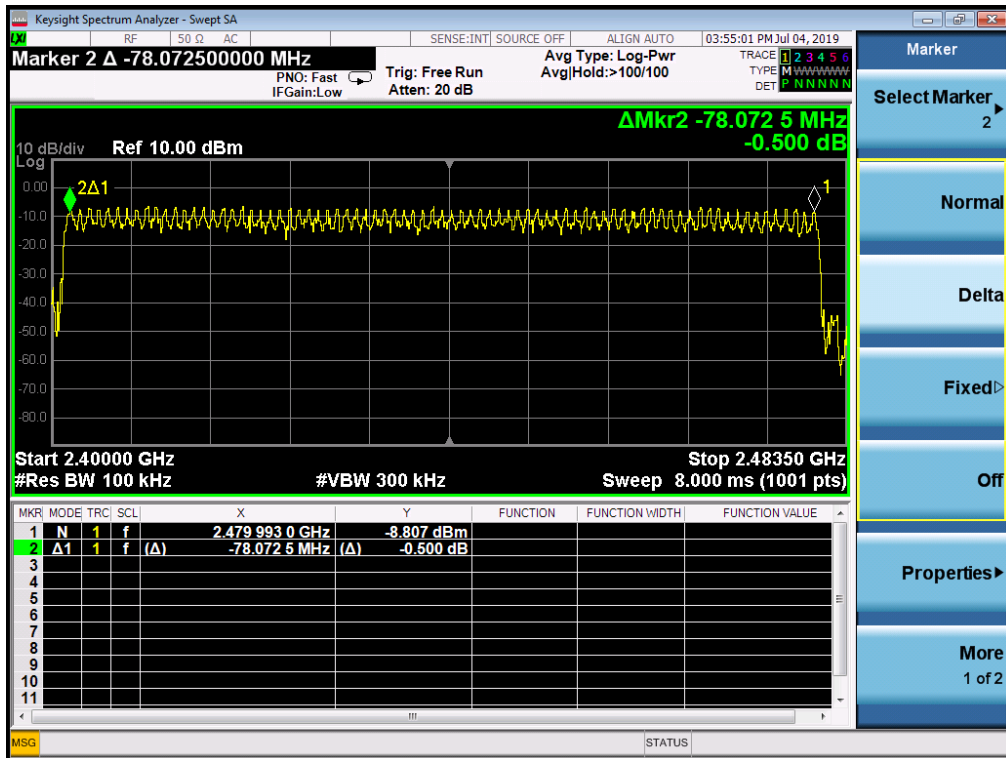 Keysight Spectrum Analyzer - Swept SA
LXI RF 50 Ω AC SENSE:INT SOURCE OFF ALIGN AUTO 03:55:01 PM Jul 04, 2019
Marker 2 Δ -78.072500000 MHz
PNO: Fast
IFGain:Low
Trig: Free Run
Atten: 20 dB
Avg Type: Log-Pwr
Avg|Hold:>100/100
TRACE 1 2 3 4 5 6
TYPE M WWWWW
DET P N N N N N
ΔMkr2 -78.072 5 MHz
-0.500 dB
10 dB/div Ref 10.00 dBm
Log
0.00
-10.0
-20.0
-30.0
-40.0
-50.0
-60.0
-70.0
-80.0
2Δ1
1
Start 2.40000 GHz Stop 2.48350 GHz
#Res BW 100 kHz #VBW 300 kHz Sweep 8.000 ms (1001 pts)
MKR MODE TRC SCL X Y FUNCTION FUNCTION WIDTH FUNCTION VALUE
1 N 1 f 2.479 993 0 GHz -8.807 dBm
2 Δ1 1 f (Δ) -78.072 5 MHz (Δ) -0.500 dB
3
4
5
6
7
8
9
10
11
MSG STATUS
Marker
Select Marker
2
Normal
Delta
Fixed
Off
Properties
More
1 of 2